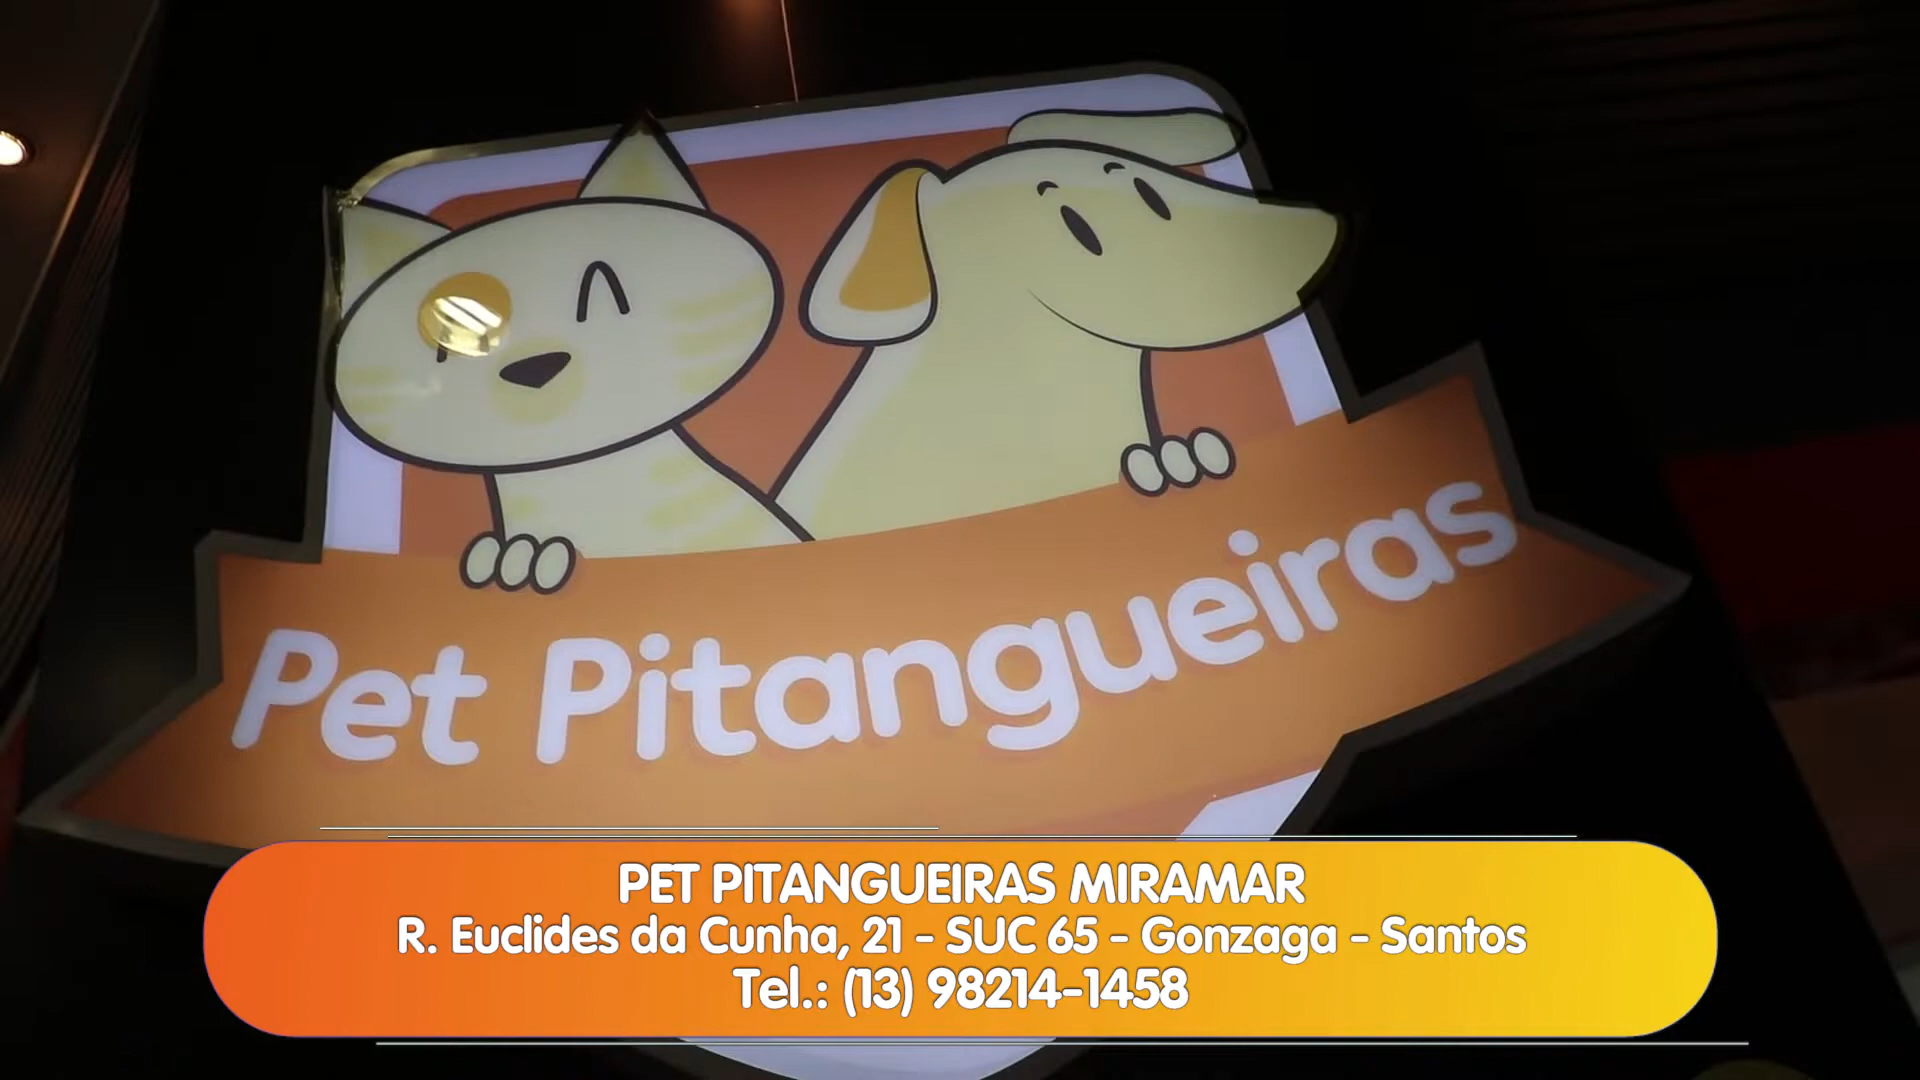 Pet Pitangueiras
PET PITANGUEIRAS MIRAMAR
R. Euclides da Cunha, 21 - SUC 65 - Gonzaga - Santos
Tel.: (13) 98214-1458